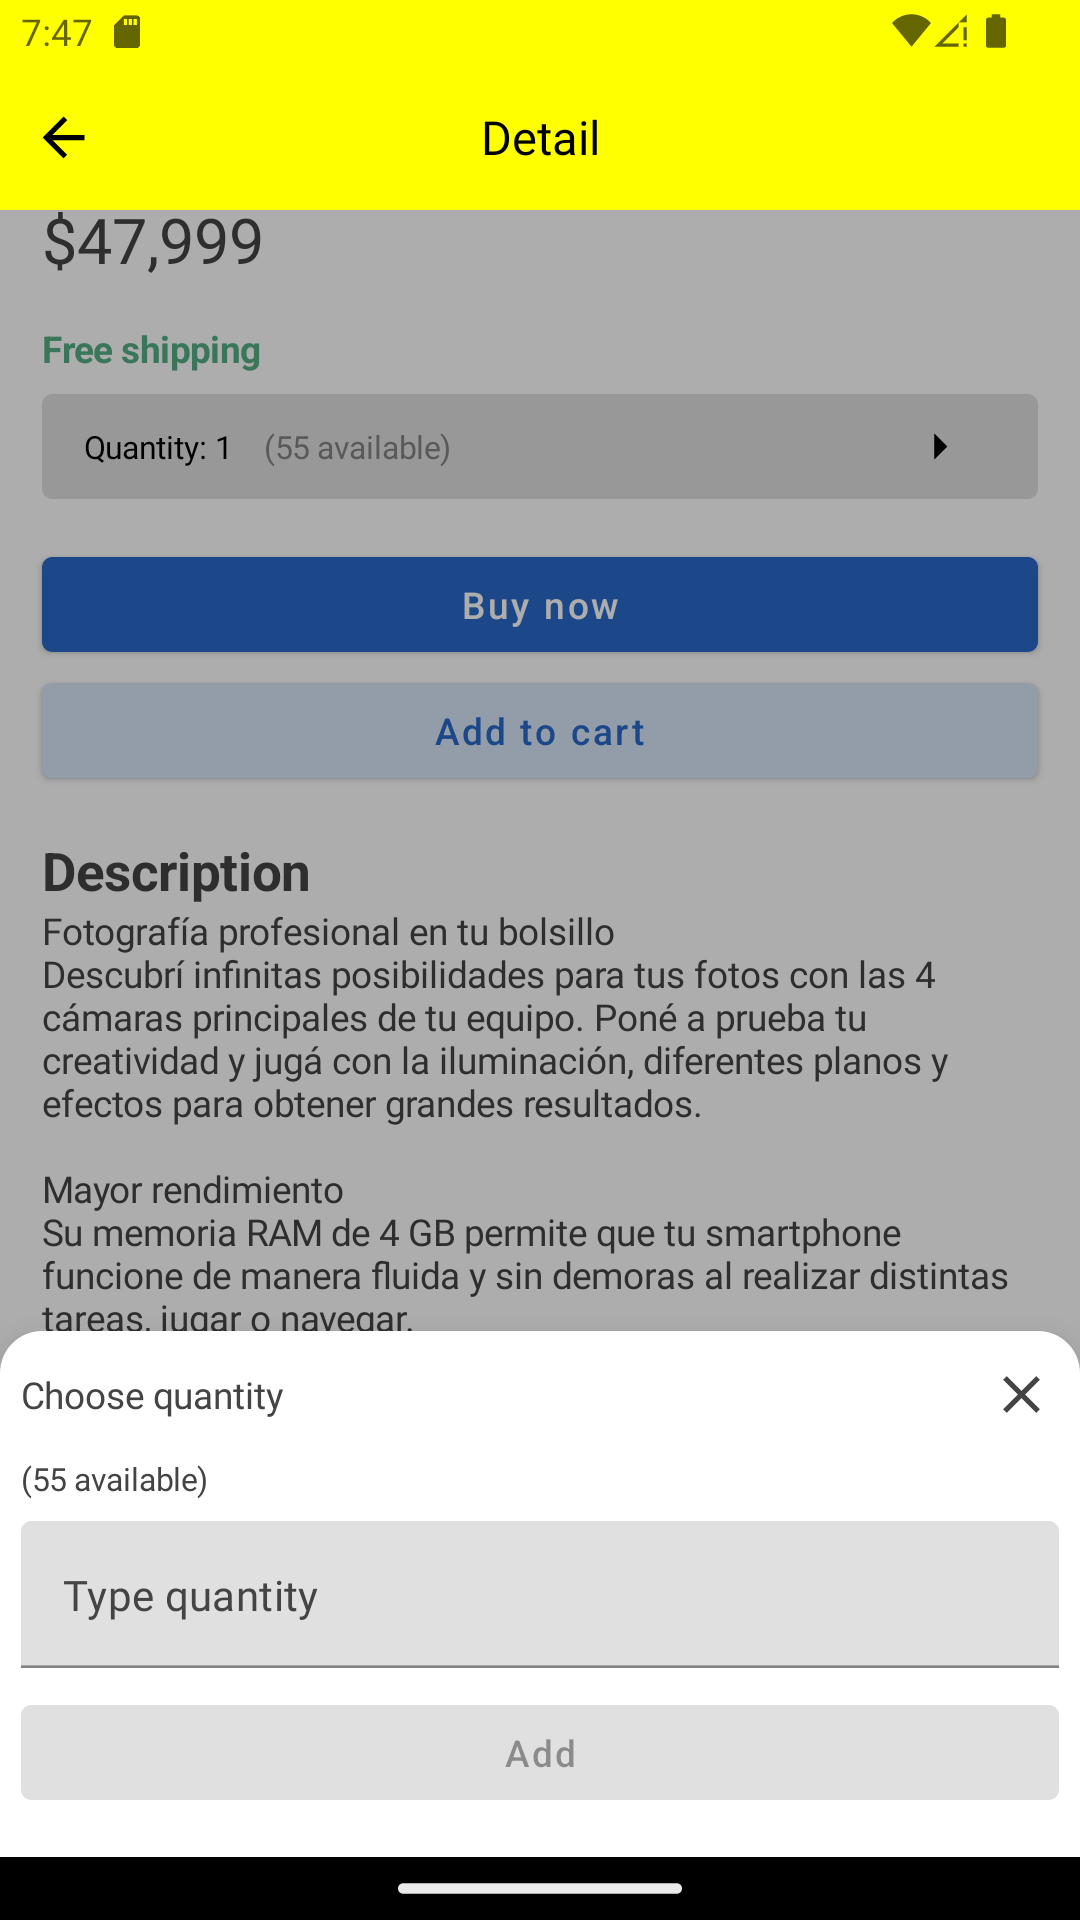 7:47
Detail
$47,999
Free shipping
Quantity: 1 (55 available)
Buy now
Add to cart
Description
Fotografía profesional en tu bolsillo
Descubrí infinitas posibilidades para tus fotos con las 4
cámaras principales de tu equipo. Poné a prueba tu
creatividad y jugá con la iluminación, diferentes planos y
efectos para obtener grandes resultados.
Mayor rendimiento
Su memoria RAM de 4 GB permite que tu smartphone
funcione de manera fluida y sin demoras al realizar distintas
tareas, jugar o navegar.
Choose quantity
(55 available)
Type quantity
Add